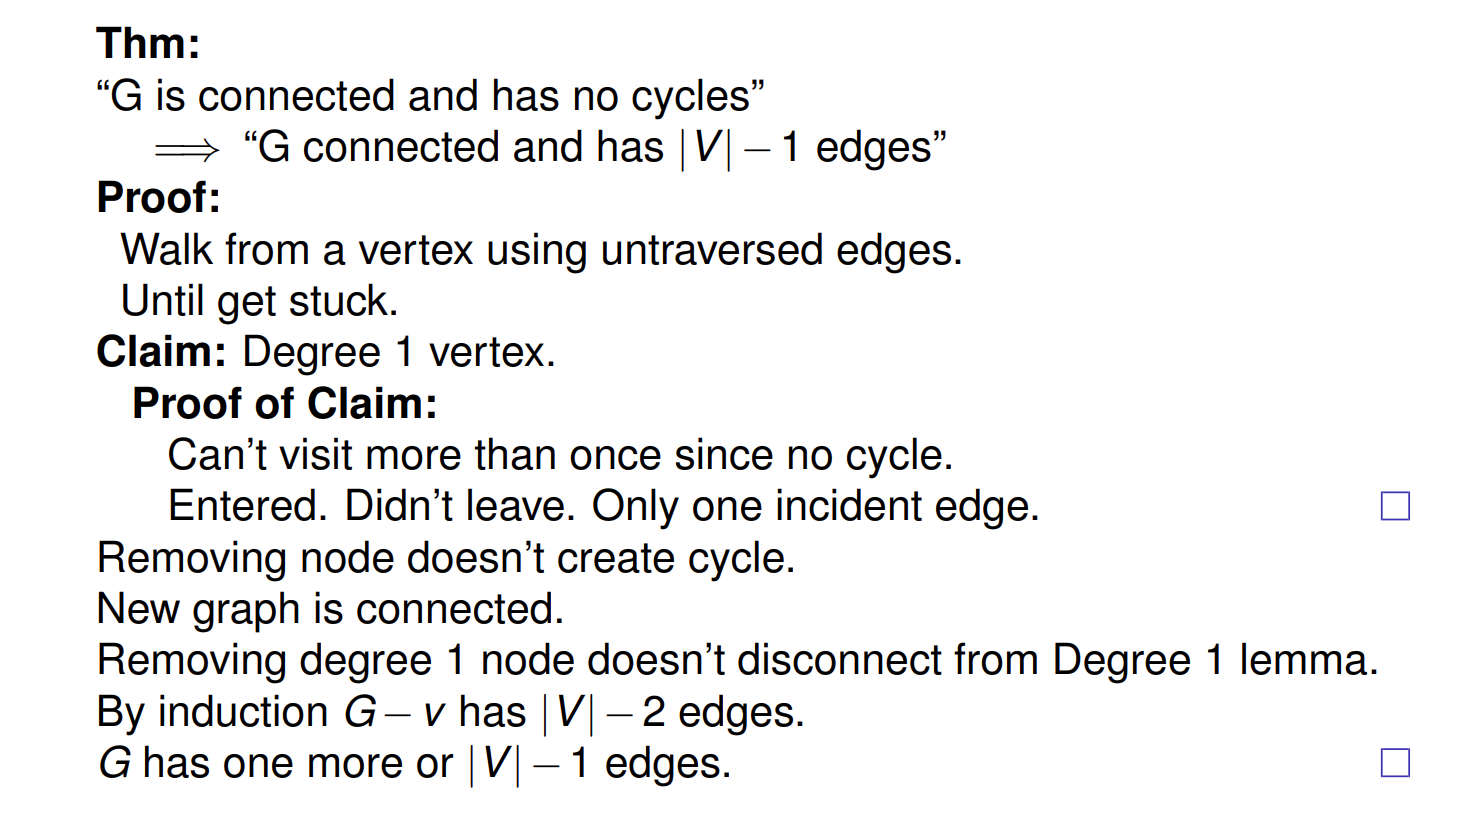 Thm:
“G is connected and has no cycles”
⟹ “G connected and has |V| − 1 edges”
Proof:
Walk from a vertex using untraversed edges.
Until get stuck.
Claim: Degree 1 vertex.
Proof of Claim:
Can’t visit more than once since no cycle.
Entered. Didn’t leave. Only one incident edge. □
Removing node doesn’t create cycle.
New graph is connected.
Removing degree 1 node doesn’t disconnect from Degree 1 lemma.
By induction G − v has |V| − 2 edges.
G has one more or |V| − 1 edges. □